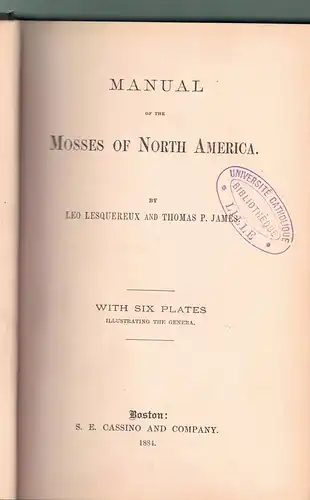 MANUAL
OF THE
MOSSES OF NORTH AMERICA.
BY
LEO LESQUEREUX AND THOMAS P. JAMES.
UNIVERSITÉ CATHOLIQUE
BIBLIOTHÈQUE
LILLE
WITH SIX PLATES
ILLUSTRATING THE GENERA.
Boston:
S. E. CASSINO AND COMPANY.
1884.